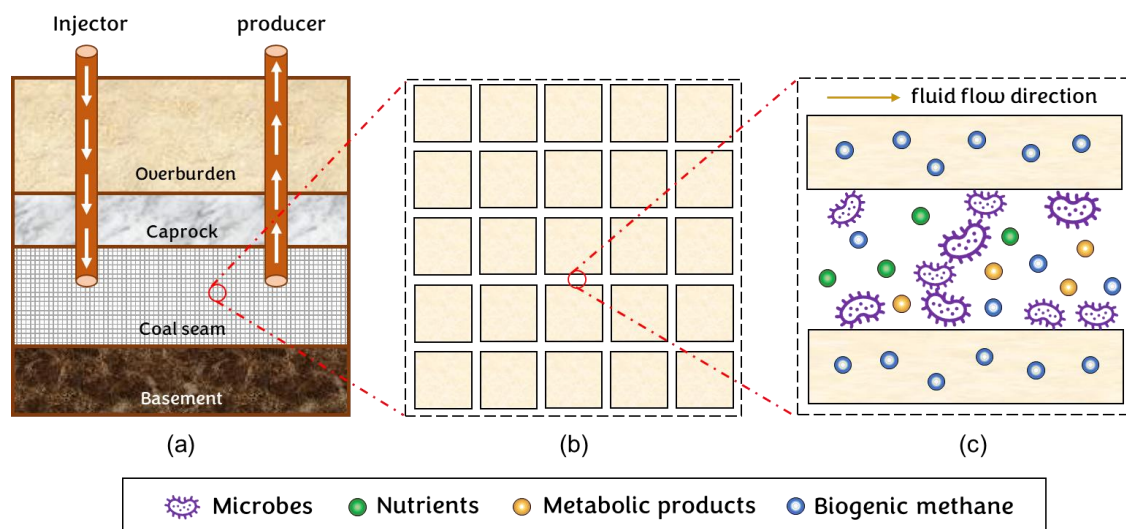 Injector
producer
Overburden
Caprock
Coal seam
Basement
(a)
(b)
fluid flow direction
(c)
Microbes
Nutrients
Metabolic products
Biogenic methane